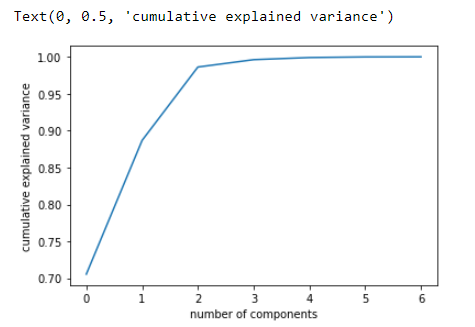 Text(0, 0.5, 'cumulative explained variance')
1.00
0.95
0.90
0.85
0.80
0.75
0.70
cumulative explained variance
0 1 2 3 4 5 6
number of components